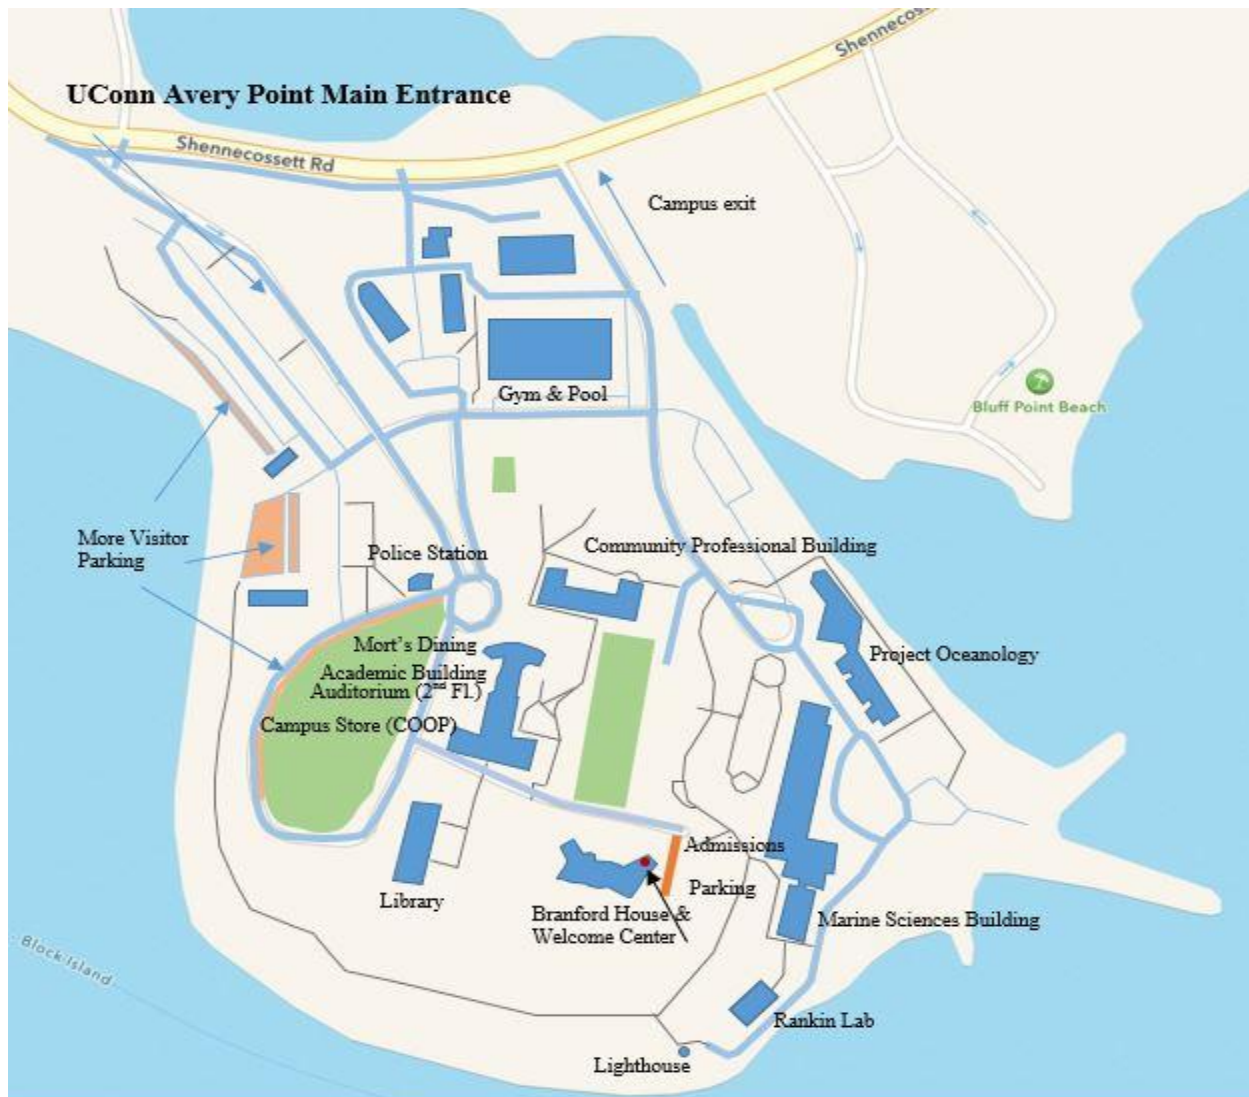 Shennecoss
UConn Avery Point Main Entrance
Shennecossett Rd
Campus exit
Gym & Pool
Bluff Point Beach
More Visitor
Parking
Police Station
Community Professional Building
Mort’s Dining
Academic Building
Auditorium (2nd Fl.)
Campus Store (COOP)
Project Oceanology
Admissions
Parking
Library
Branford House &
Welcome Center
Marine Sciences Building
Block Island
Rankin Lab
Lighthouse